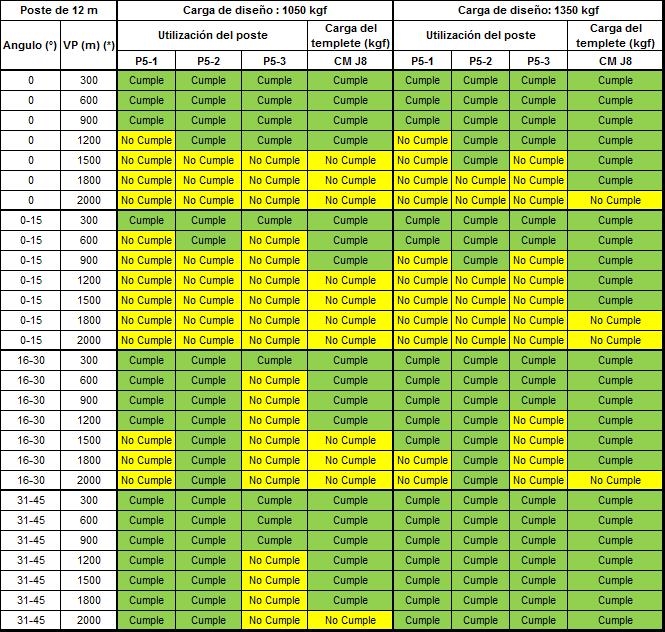 Poste de 12 m Carga de diseño : 1050 kgf Carga de diseño: 1350 kgf
Angulo (°) VP (m) (*) Utilización del poste Carga del templete (kgf) Utilización del poste Carga del templete (kgf)
P5-1 P5-2 P5-3 CM J8 P5-1 P5-2 P5-3 CM J8
0 300 Cumple Cumple Cumple Cumple Cumple Cumple Cumple Cumple
0 600 Cumple Cumple Cumple Cumple Cumple Cumple Cumple Cumple
0 900 Cumple Cumple Cumple Cumple Cumple Cumple Cumple Cumple
0 1200 No Cumple Cumple Cumple Cumple No Cumple Cumple Cumple Cumple
0 1500 No Cumple No Cumple No Cumple No Cumple No Cumple Cumple No Cumple Cumple
0 1800 No Cumple No Cumple No Cumple No Cumple No Cumple No Cumple No Cumple Cumple
0 2000 No Cumple No Cumple No Cumple No Cumple No Cumple No Cumple No Cumple No Cumple
0-15 300 Cumple Cumple Cumple Cumple Cumple Cumple Cumple Cumple
0-15 600 No Cumple Cumple No Cumple Cumple Cumple Cumple Cumple Cumple
0-15 900 No Cumple No Cumple No Cumple Cumple No Cumple Cumple No Cumple Cumple
0-15 1200 No Cumple No Cumple No Cumple No Cumple No Cumple No Cumple No Cumple Cumple
0-15 1500 No Cumple No Cumple No Cumple No Cumple No Cumple No Cumple No Cumple Cumple
0-15 1800 No Cumple No Cumple No Cumple No Cumple No Cumple No Cumple No Cumple No Cumple
0-15 2000 No Cumple No Cumple No Cumple No Cumple No Cumple No Cumple No Cumple No Cumple
16-30 300 Cumple Cumple Cumple Cumple Cumple Cumple Cumple Cumple
16-30 600 Cumple Cumple No Cumple Cumple Cumple Cumple Cumple Cumple
16-30 900 Cumple Cumple No Cumple Cumple Cumple Cumple Cumple Cumple
16-30 1200 Cumple Cumple No Cumple Cumple Cumple Cumple No Cumple Cumple
16-30 1500 No Cumple Cumple No Cumple No Cumple Cumple Cumple No Cumple Cumple
16-30 1800 No Cumple Cumple No Cumple No Cumple No Cumple Cumple No Cumple Cumple
16-30 2000 No Cumple Cumple No Cumple No Cumple No Cumple Cumple No Cumple No Cumple
31-45 300 Cumple Cumple Cumple Cumple Cumple Cumple Cumple Cumple
31-45 600 Cumple Cumple Cumple Cumple Cumple Cumple Cumple Cumple
31-45 900 Cumple Cumple Cumple Cumple Cumple Cumple Cumple Cumple
31-45 1200 Cumple Cumple No Cumple Cumple Cumple Cumple Cumple Cumple
31-45 1500 Cumple Cumple No Cumple Cumple Cumple Cumple Cumple Cumple
31-45 1800 Cumple Cumple No Cumple Cumple Cumple Cumple Cumple Cumple
31-45 2000 Cumple Cumple No Cumple No Cumple Cumple Cumple Cumple Cumple